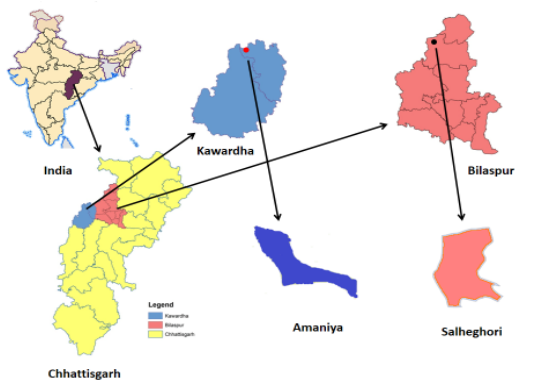 India
Kawardha
Bilaspur
Legend
Kawardha
Bilaspur
Chhattisgarh
Amaniya
Salheghori
Chhattisgarh